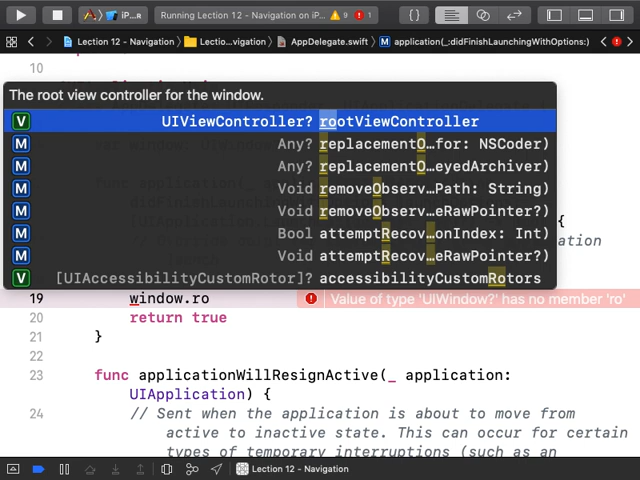 iP...R
Running Lecture 12 - Navigation on iP...
9
1
{ }
Lection 12 - Navigation
Lectio...vigation
AppDelegate.swift
M application(_:didFinishLaunchingWithOptions:)
10
The root view controller for the window.
V UIViewController? rootViewController
M Any? replacementO...for: NSCoder)
M Any? replacementO...eyedArchiver)
M Void removeObserv...Path: String)
M Void removeObserv...eRawPointer?)
M Bool attemptRecov...onIndex: Int)
M Void attemptRecov...eRawPointer?)
V [UIAccessibilityCustomRotor]? accessibilityCustomRotors
19 window.ro
Value of type 'UIWindow?' has no member 'ro'
20 return true
21 }
22
23 func applicationWillResignActive(_ application:
UIApplication) {
24 // Sent when the application is about to move from
active to inactive state. This can occur for certain
types of temporary interruptions (such as an
Lection 12 - Navigation